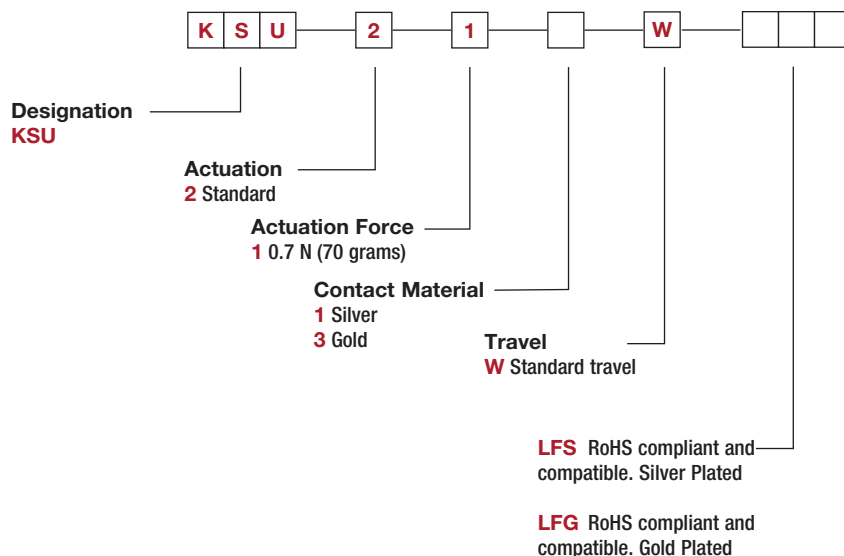 K S U 2 1 W
Designation
KSU
Actuation
2 Standard
Actuation Force
1 0.7 N (70 grams)
Contact Material
1 Silver
3 Gold
Travel
W Standard travel
LFS RoHS compliant and
compatible. Silver Plated
LFG RoHS compliant and
compatible. Gold Plated